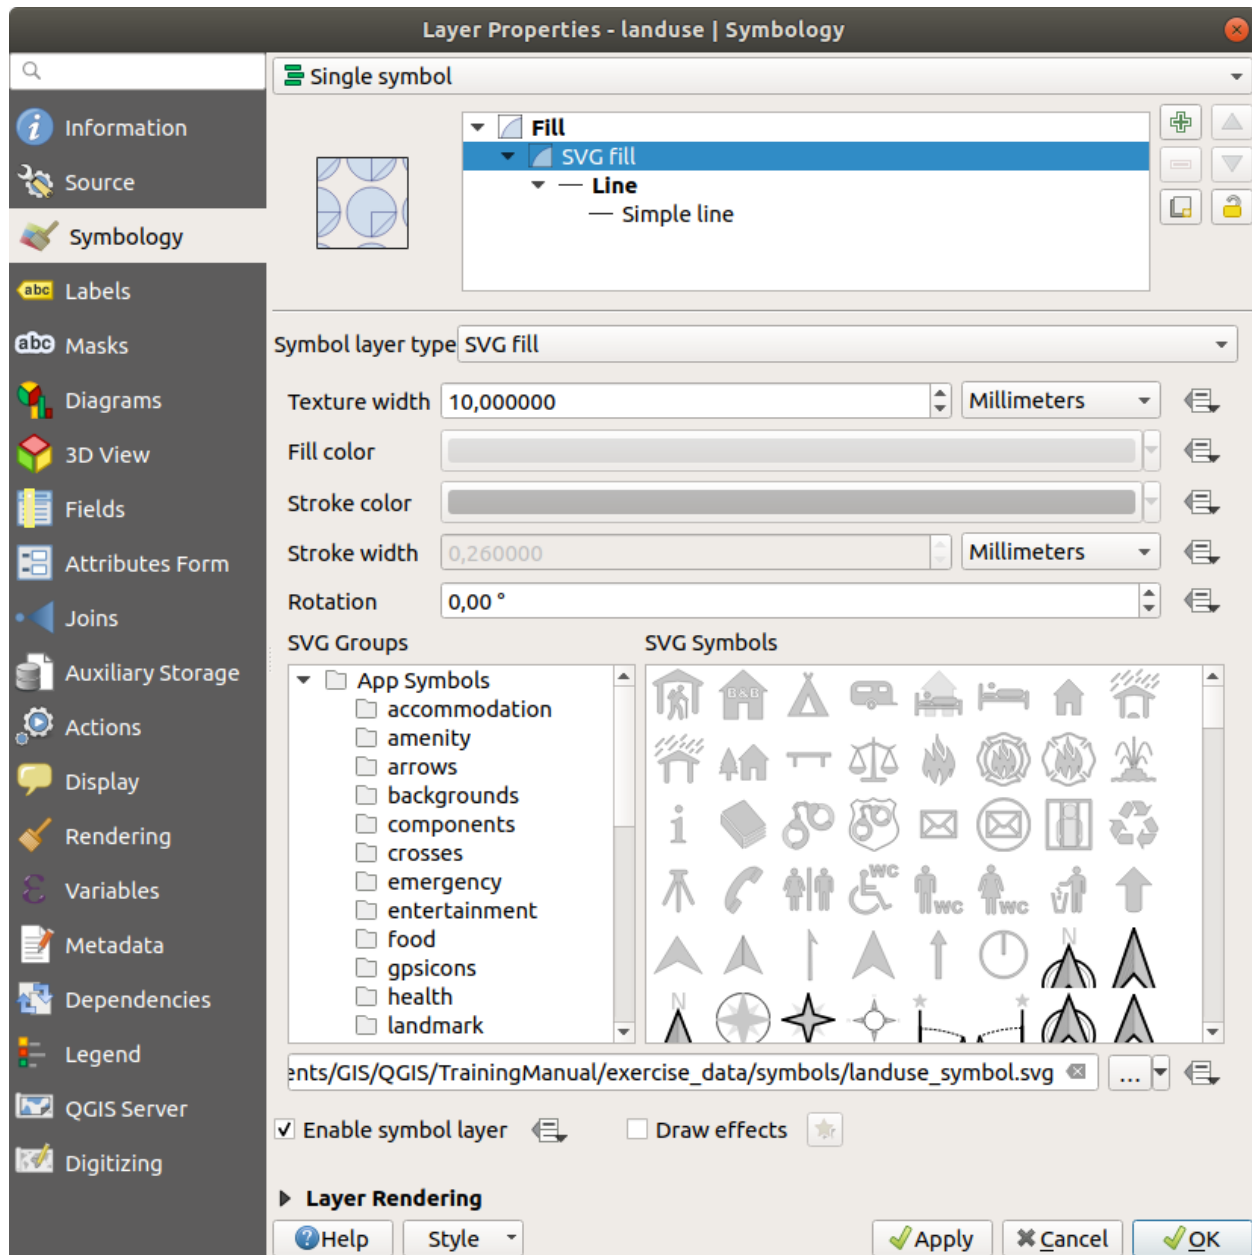 Layer Properties - landuse | Symbology
Information
Source
Symbology
abc Labels
abc Masks
Diagrams
3D View
Fields
Attributes Form
Joins
Auxiliary Storage
Actions
Display
Rendering
Variables
Metadata
Dependencies
Legend
QGIS Server
Digitizing
Single symbol
Fill
SVG fill
Line
Simple line
Symbol layer type SVG fill
Texture width 10,000000 Millimeters
Fill color
Stroke color
Stroke width 0,260000 Millimeters
Rotation 0,00 °
SVG Groups
App Symbols
accommodation
amenity
arrows
backgrounds
components
crosses
emergency
entertainment
food
gpsicons
health
landmark
SVG Symbols
B&B
i
WC
WC
WC
N
N
ents/GIS/QGIS/TrainingManual/exercise_data/symbols/landuse_symbol.svg ...
Enable symbol layer Draw effects
Layer Rendering
Help Style Apply Cancel OK